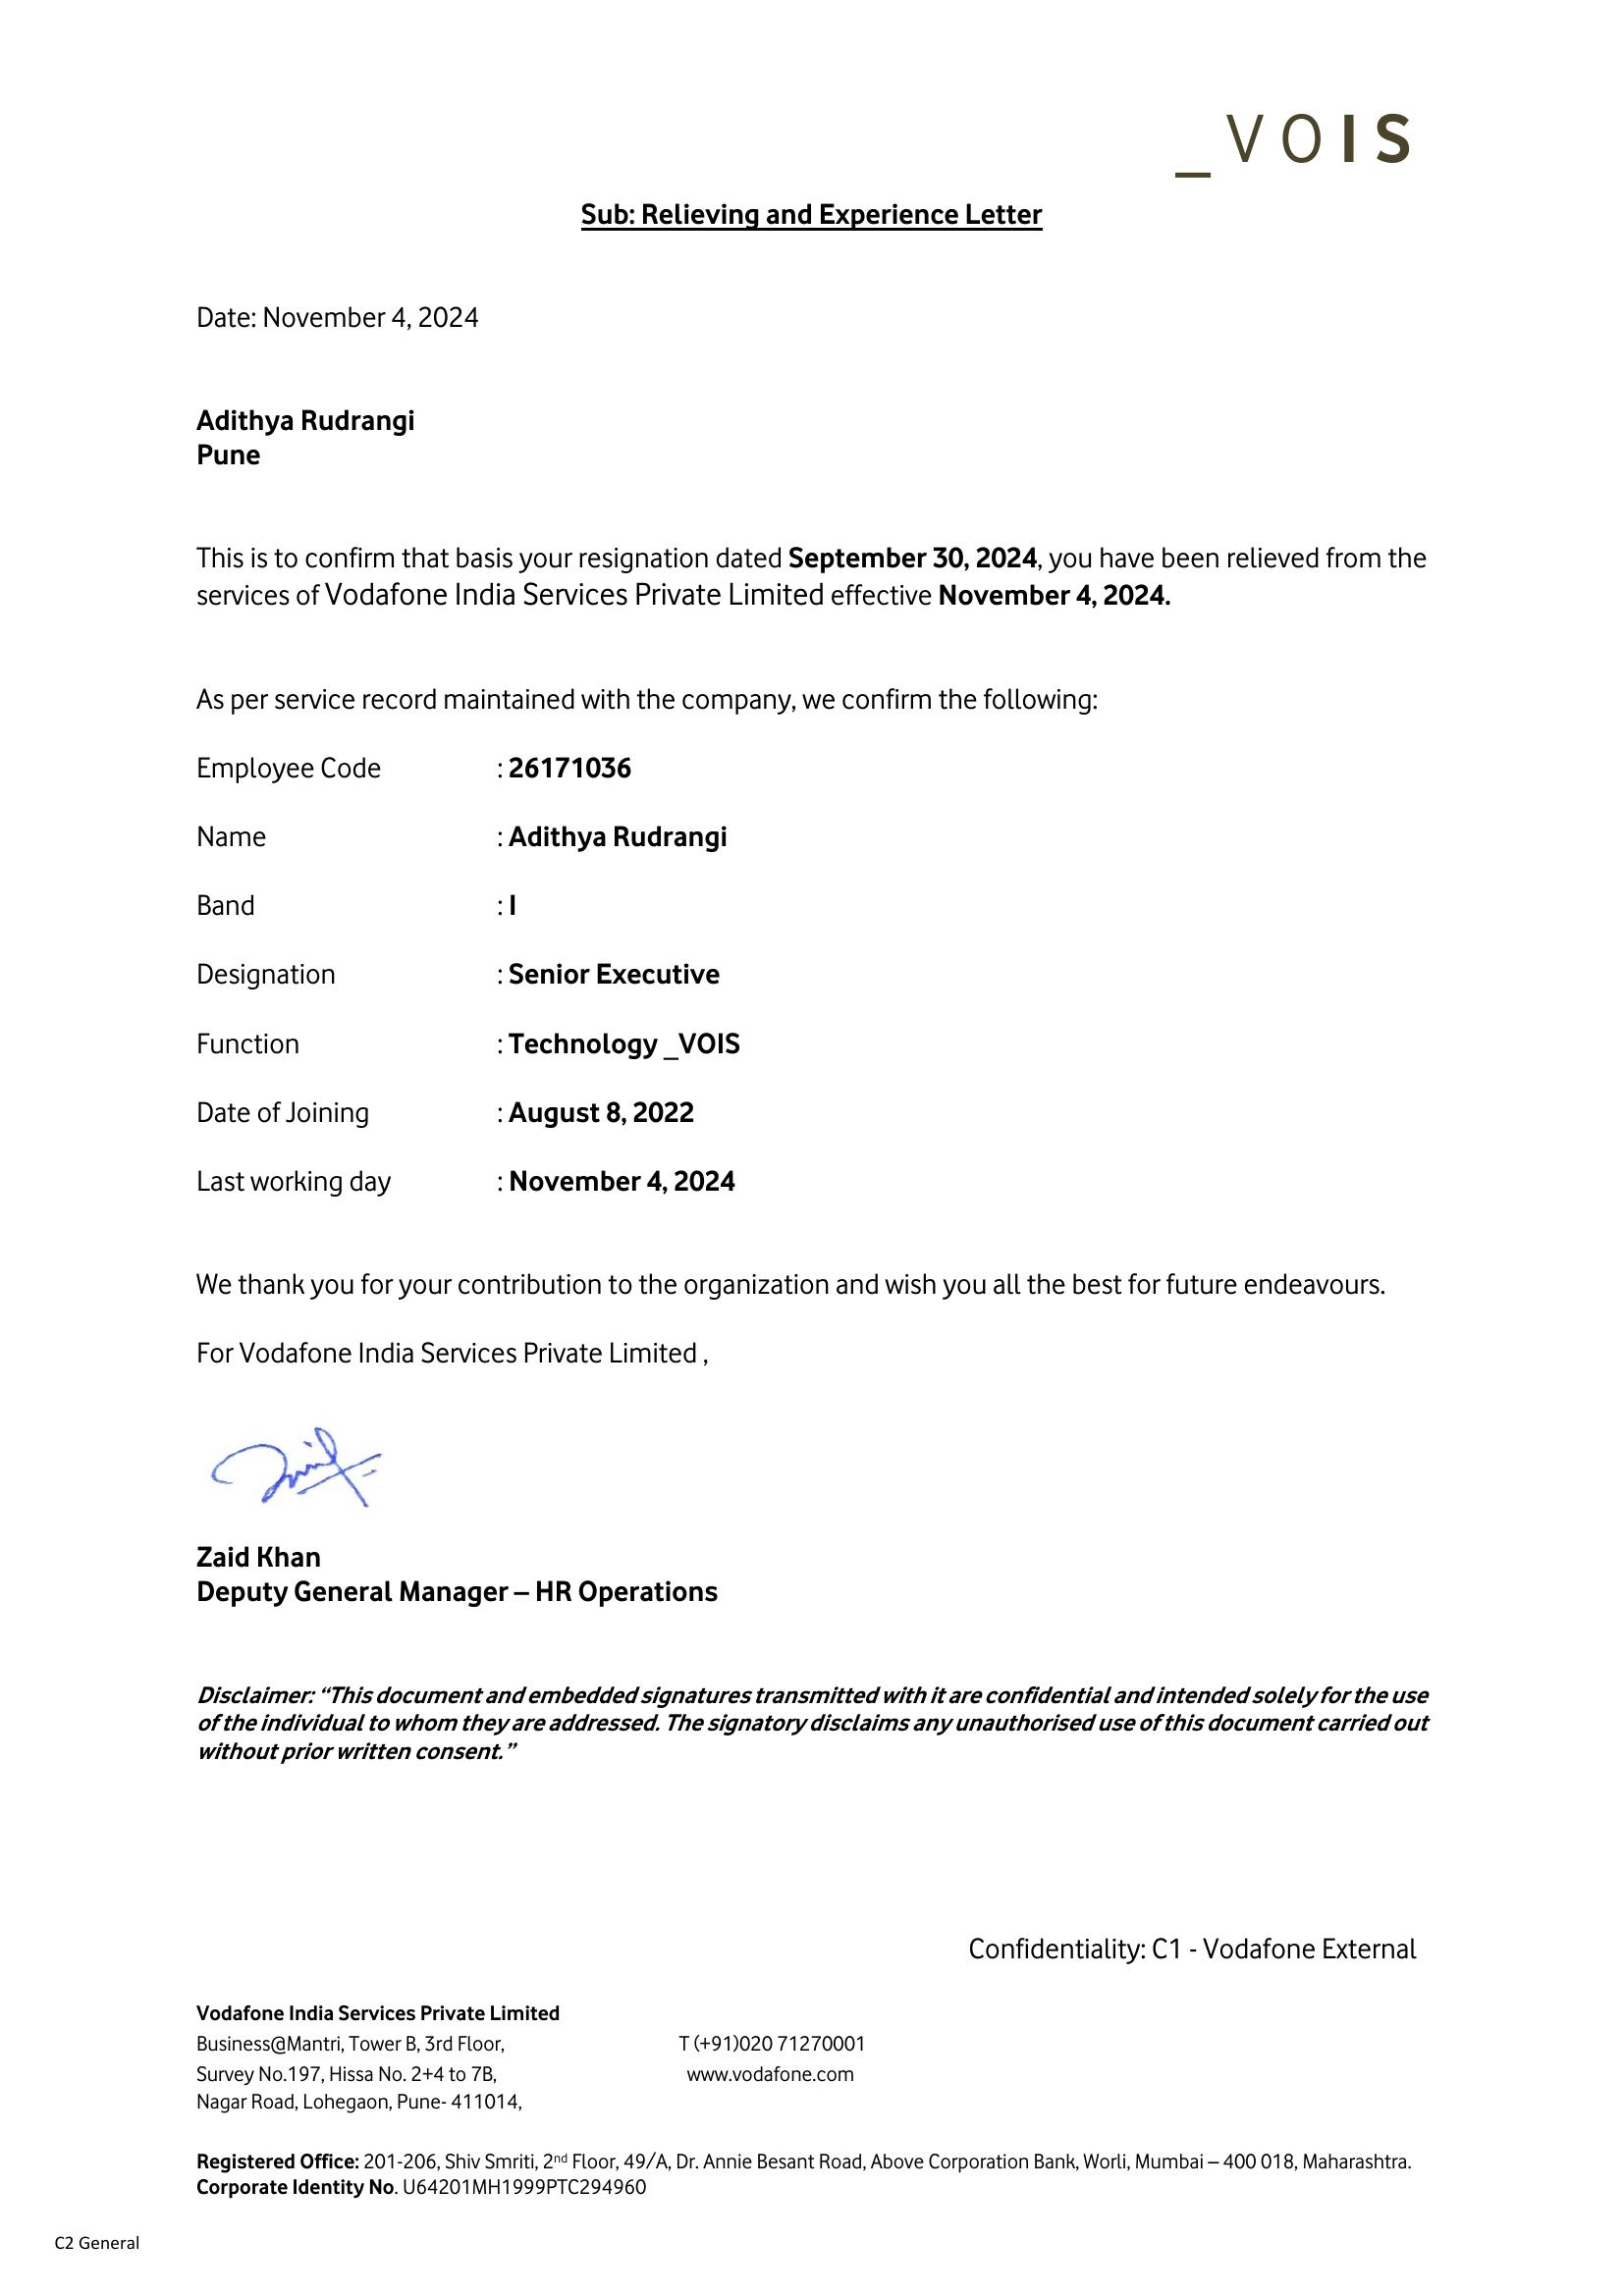 _VOIS
Sub: Relieving and Experience Letter
Date: November 4, 2024
Adithya Rudrangi
Pune
This is to confirm that basis your resignation dated September 30, 2024, you have been relieved from the
services of Vodafone India Services Private Limited effective November 4, 2024.
As per service record maintained with the company, we confirm the following:
Employee Code : 26171036
Name : Adithya Rudrangi
Band : I
Designation : Senior Executive
Function : Technology _VOIS
Date of Joining : August 8, 2022
Last working day : November 4, 2024
We thank you for your contribution to the organization and wish you all the best for future endeavours.
For Vodafone India Services Private Limited ,
Zaid Khan
Deputy General Manager – HR Operations
Disclaimer: “This document and embedded signatures transmitted with it are confidential and intended solely for the use
of the individual to whom they are addressed. The signatory disclaims any unauthorised use of this document carried out
without prior written consent.”
Confidentiality: C1 - Vodafone External
Vodafone India Services Private Limited
Business@Mantri, Tower B, 3rd Floor, T (+91)020 71270001
Survey No.197, Hissa No. 2+4 to 7B, www.vodafone.com
Nagar Road, Lohegaon, Pune- 411014,
Registered Office: 201-206, Shiv Smriti, 2nd Floor, 49/A, Dr. Annie Besant Road, Above Corporation Bank, Worli, Mumbai – 400 018, Maharashtra.
Corporate Identity No. U64201MH1999PTC294960
C2 General